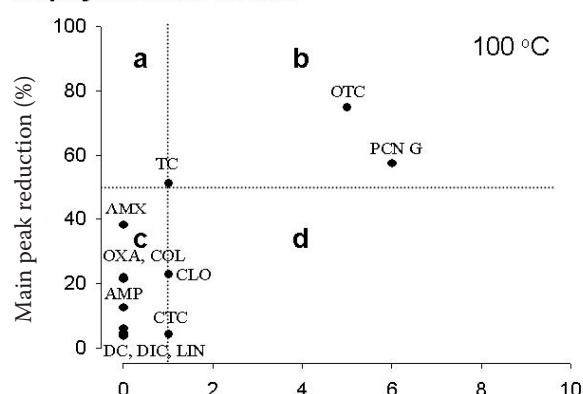 100
a
b
100 °C
80
OTC
PCN G
60
TC
Main peak reduction (%)
AMX
40
c
d
OXA, COL
CLO
20
AMP
CTC
0
DC, DIC, LIN
0 2 4 6 8 10